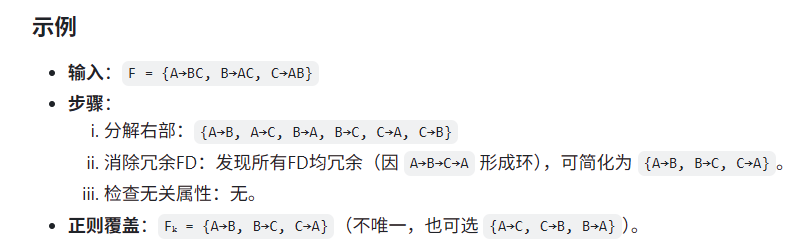 示例
• 输入： F = {A→BC, B→AC, C→AB}
• 步骤：
i. 分解右部： {A→B, A→C, B→A, B→C, C→A, C→B}
ii. 消除冗余FD：发现所有FD均冗余（因 A→B→C→A 形成环），可简化为 {A→B, B→C, C→A} 。
iii. 检查无关属性：无。
• 正则覆盖： Fₖ = {A→B, B→C, C→A} （不唯一，也可选 {A→C, C→B, B→A} ）。